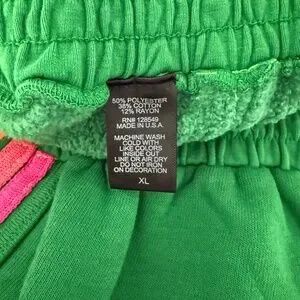 50% POLYESTER
38% COTTON
12% RAYON
RN# 128549
MADE IN U.S.A.
MACHINE WASH
COLD WITH
LIKE COLORS
INSIDE OUT
LINE OR AIR DRY
DO NOT IRON
ON DECORATION
XL